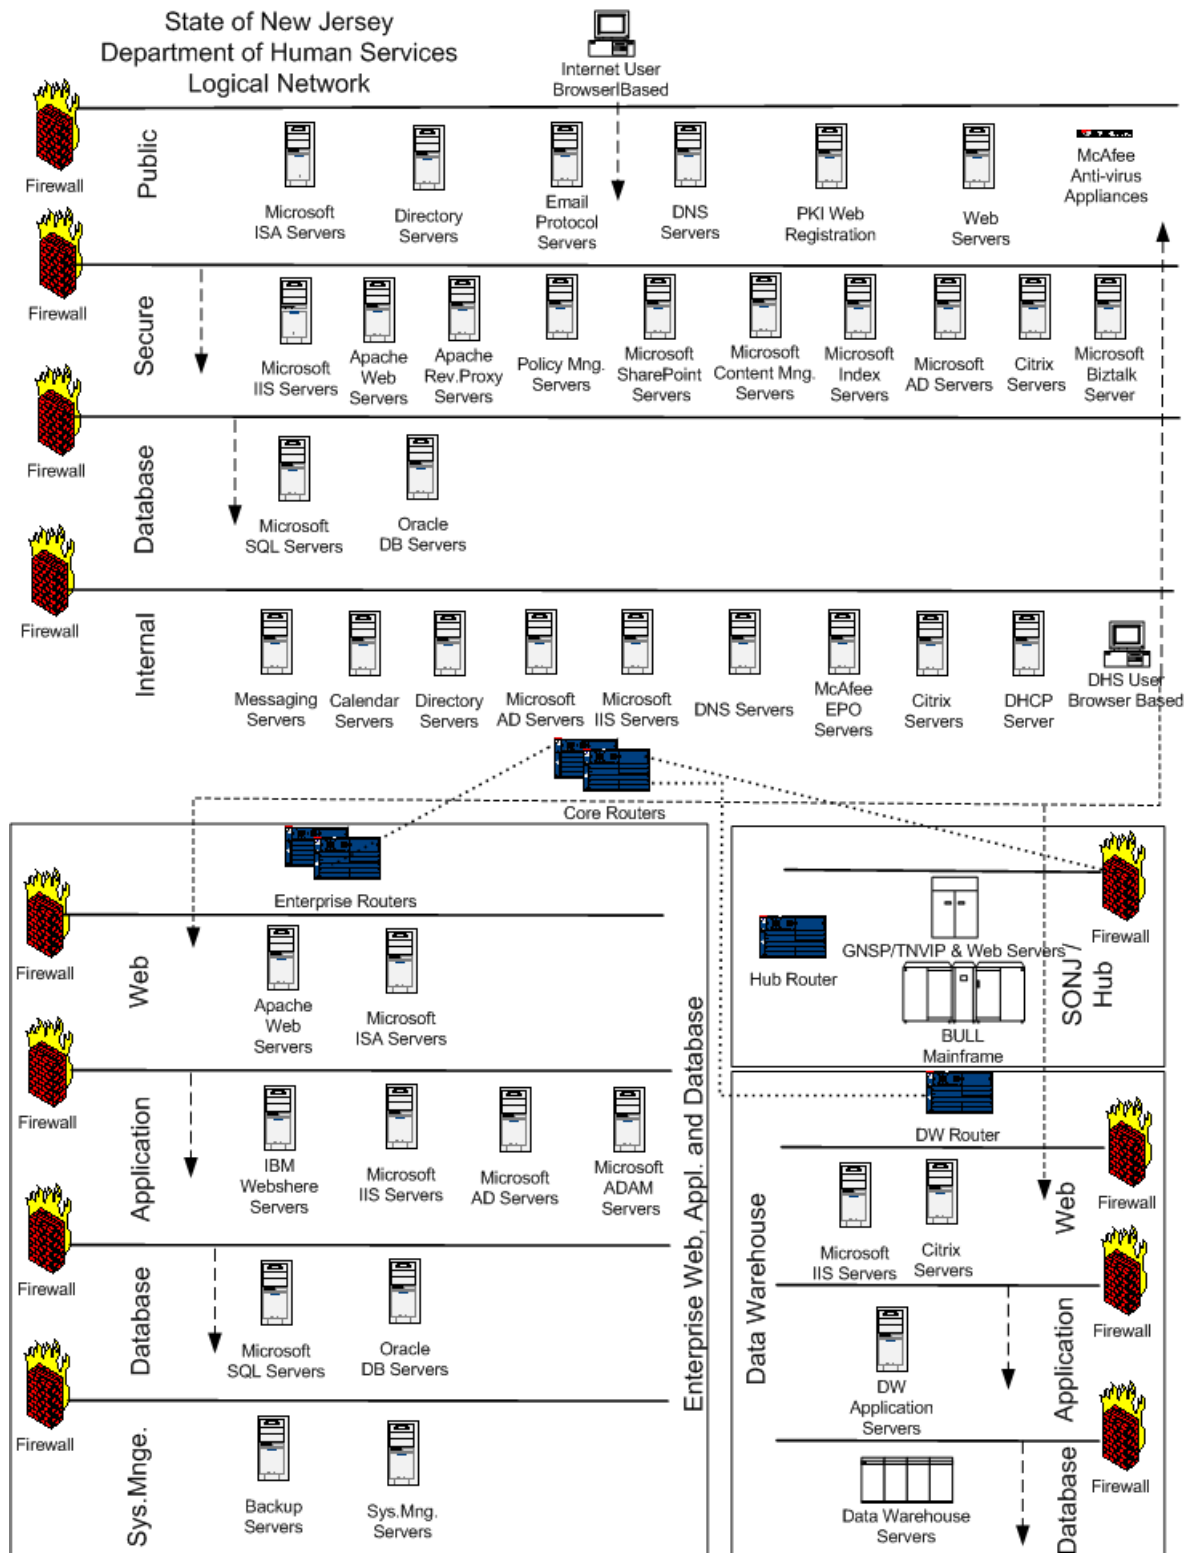 State of New Jersey
Department of Human Services
Logical Network
Internet User
Browser Based
Firewall
Public
Microsoft
ISA Servers
Directory
Servers
Email
Protocol
Servers
DNS
Servers
PKI Web
Registration
Web
Servers
McAfee
Anti-virus
Appliances
Firewall
Secure
Microsoft
IIS Servers
Apache
Web
Servers
Apache
Rev.Proxy
Servers
Policy Mng.
Servers
Microsoft
SharePoint
Servers
Microsoft
Content Mng.
Servers
Microsoft
Index
Servers
Microsoft
AD Servers
Citrix
Servers
Microsoft
Biztalk
Server
Firewall
Database
Microsoft
SQL Servers
Oracle
DB Servers
Firewall
Internal
Messaging
Servers
Calendar
Servers
Directory
Servers
Microsoft
AD Servers
Microsoft
IIS Servers
DNS Servers
McAfee
EPO
Servers
Citrix
Servers
DHCP
Server
DHS User
Browser Based
Core Routers
Enterprise Routers
Firewall
Web
Apache
Web
Servers
Microsoft
ISA Servers
Firewall
Application
IBM
Webshere
Servers
Microsoft
IIS Servers
Microsoft
AD Servers
Microsoft
ADAM
Servers
Firewall
Database
Microsoft
SQL Servers
Oracle
DB Servers
Firewall
Sys.Mnge.
Backup
Servers
Sys.Mng.
Servers
Enterprise Web, Appl. and Database
Firewall
GNSP/TNVIP & Web Servers
Hub Router
BULL
Mainframe
SONJ /
Hub
DW Router
Firewall
Web
Microsoft
IIS Servers
Citrix
Servers
Firewall
Application
DW
Application
Servers
Firewall
Database
Data Warehouse
Servers
Data Warehouse